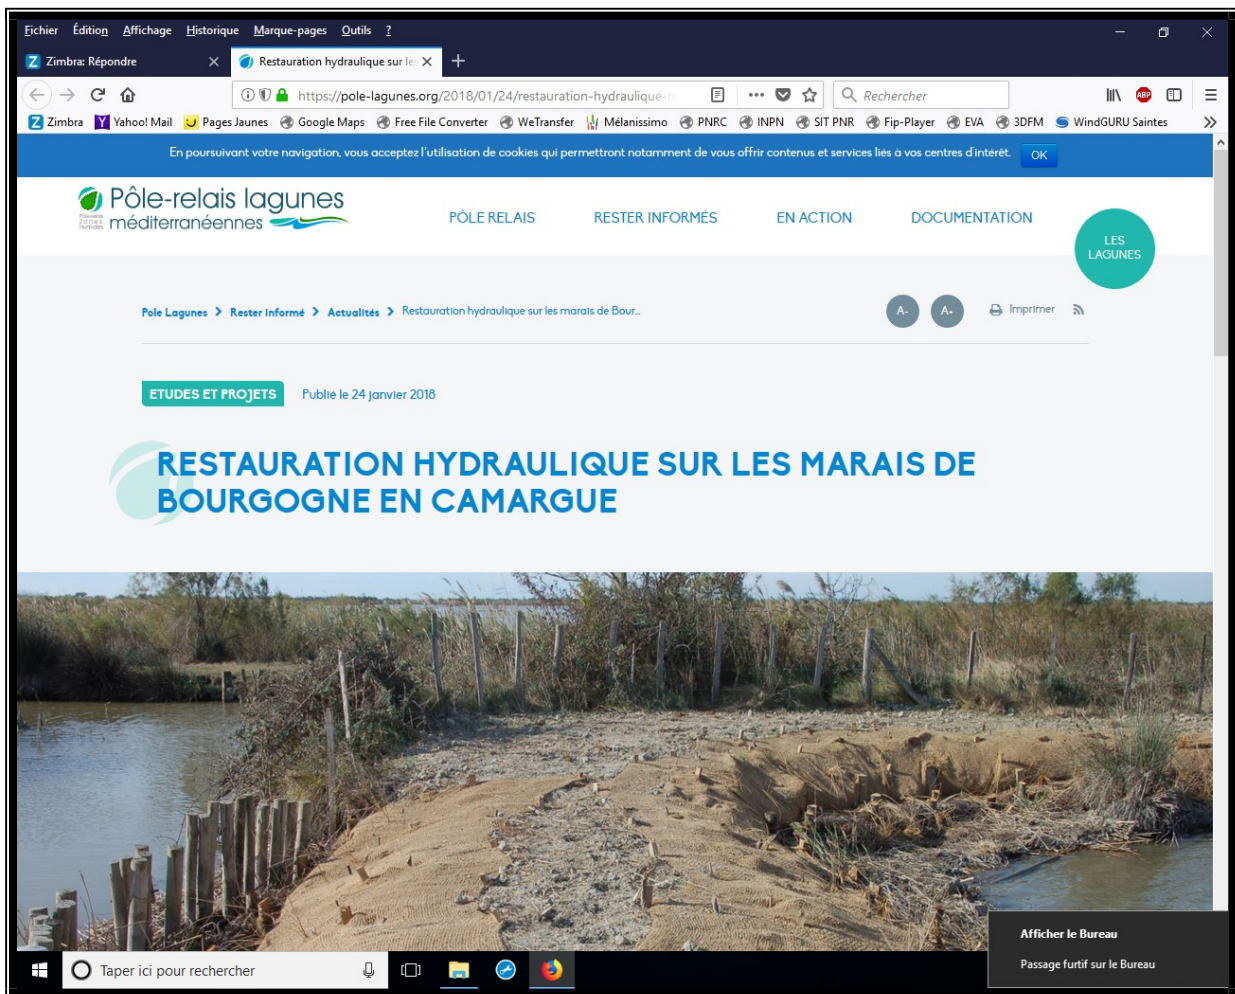 Fichier Édition Affichage Historique Marque-pages Outils ?
Zimbra: Répondre
Restauration hydraulique sur le
https://pole-lagunes.org/2018/01/24/restauration-hydraulique-
Rechercher
ABP
Zimbra Yahoo! Mail Pages Jaunes Google Maps Free File Converter WeTransfer Mélanissimo PNRC INPN SIT PNR Fip-Player EVA 3DFM WindGURU Saintes
En poursuivant votre navigation, vous acceptez l'utilisation de cookies qui permettront notamment de vous offrir contenus et services liés à vos centres d'intérêt. OK
Pôle-relais lagunes
méditerranéennes
Pôle-relais
Zones
Humides
PÔLE RELAIS RESTER INFORMÉS EN ACTION DOCUMENTATION
LES
LAGUNES
Pole Lagunes Rester Informé Actualités Restauration hydraulique sur les marais de Bour...
A- A+ Imprimer
ETUDES ET PROJETS Publié le 24 janvier 2018
RESTAURATION HYDRAULIQUE SUR LES MARAIS DE
BOURGOGNE EN CAMARGUE
Afficher le Bureau
Passage furtif sur le Bureau
Taper ici pour rechercher